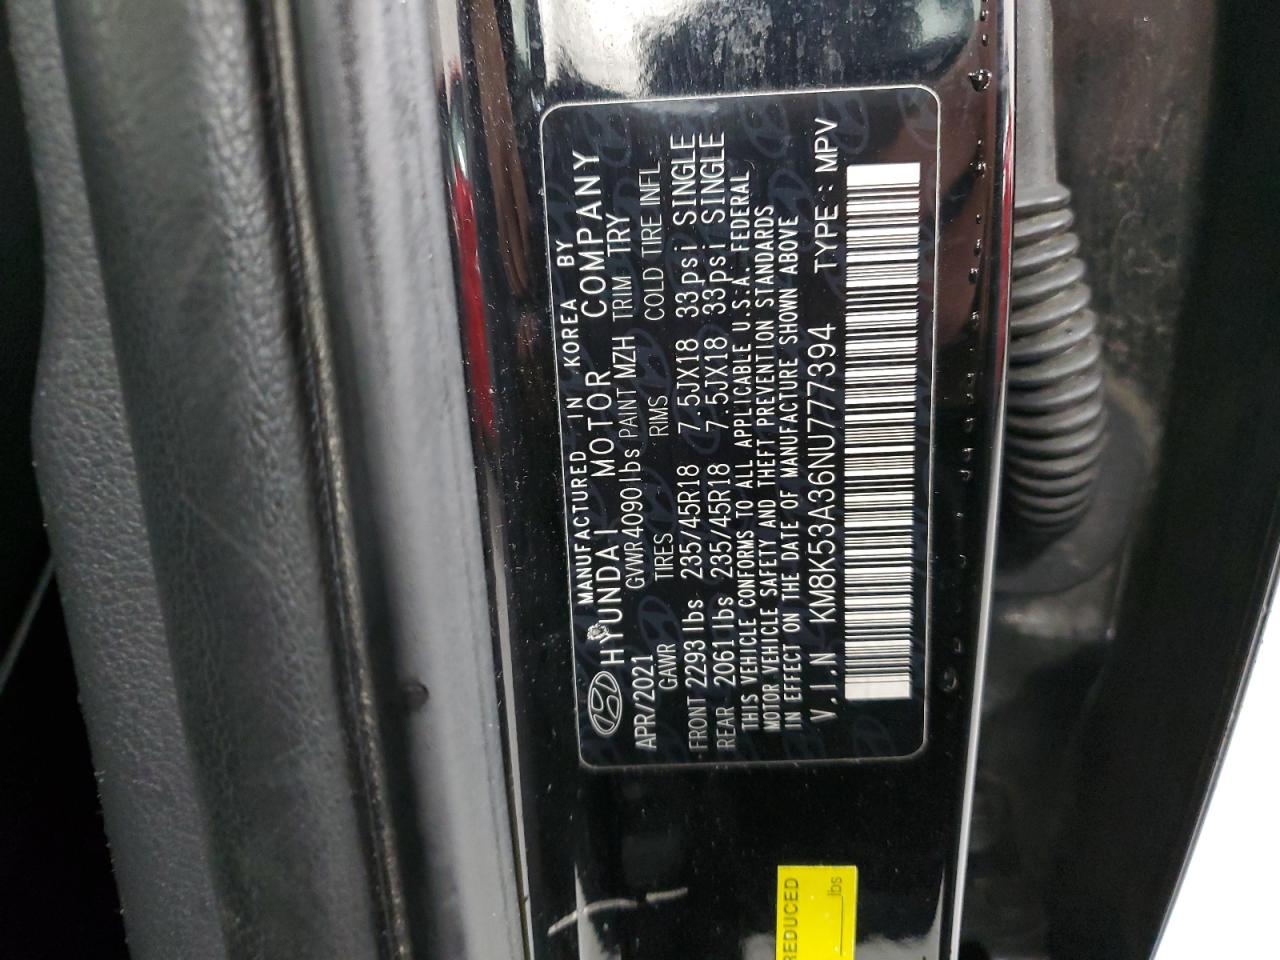 MANUFACTURED IN KOREA BY
HYUNDAI MOTOR COMPANY
APR/2021 GVWR 4090lbs PAINT MZH TRIM TRY
GAWR TIRES RIMS COLD TIRE INFL
FRONT 2293lbs 235/45R18 7.5JX18 33psi SINGLE
REAR 2061lbs 235/45R18 7.5JX18 33psi SINGLE
THIS VEHICLE CONFORMS TO ALL APPLICABLE U.S.A. FEDERAL
MOTOR VEHICLE SAFETY AND THEFT PREVENTION STANDARDS
IN EFFECT ON THE DATE OF MANUFACTURE SHOWN ABOVE
V.I.N KM8K53A36NU777394 TYPE : MPV
REDUCED
lbs